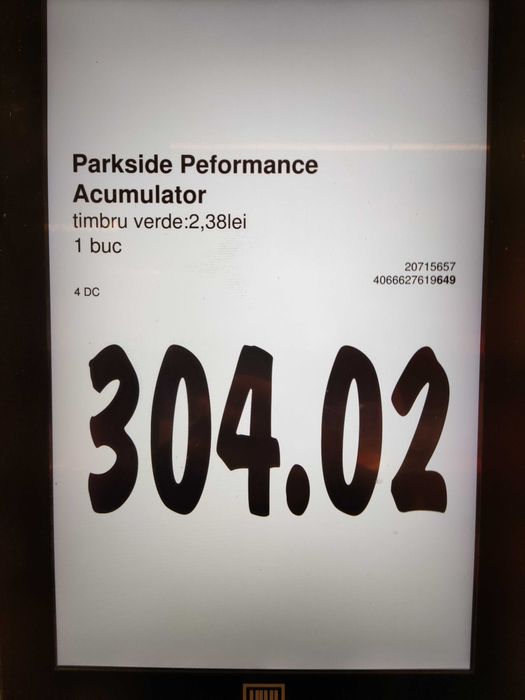 Parkside Peformance
Acumulator
timbru verde:2,38lei
1 buc
20715657
4066627619649
4 DC
304.02